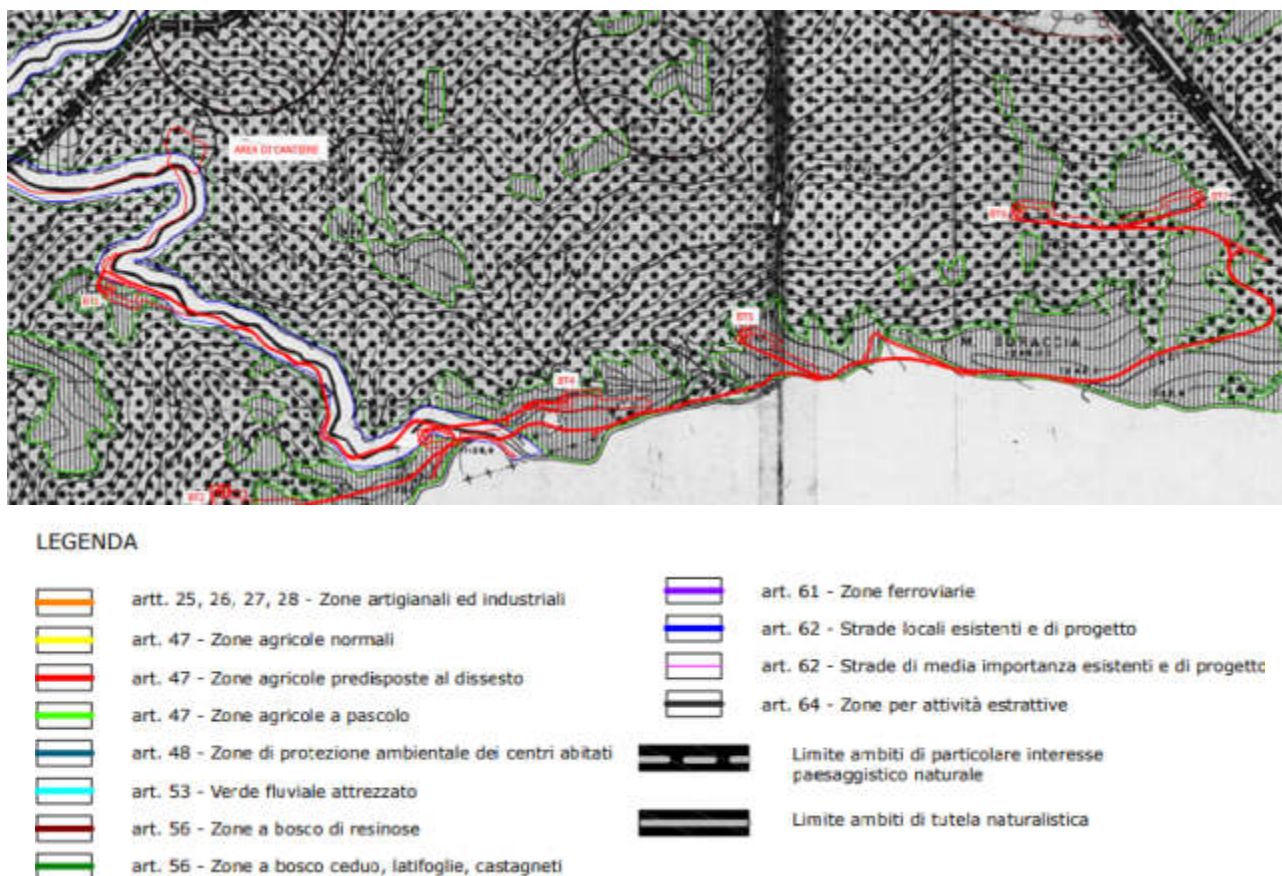 AREA DI CANTIERE
BT6
BT7
BT1
BT5
M. BURACCIA
BT4
BT2
LEGENDA
artt. 25, 26, 27, 28 - Zone artigianali ed industriali
art. 47 - Zone agricole normali
art. 47 - Zone agricole predisposte al dissesto
art. 47 - Zone agricole a pascolo
art. 48 - Zone di protezione ambientale dei centri abitati
art. 53 - Verde fluviale attrezzato
art. 56 - Zone a bosco di resinose
art. 56 - Zone a bosco ceduo, latifoglie, castagneti
art. 61 - Zone ferroviarie
art. 62 - Strade locali esistenti e di progetto
art. 62 - Strade di media importanza esistenti e di progetto
art. 64 - Zone per attività estrattive
Limite ambiti di particolare interesse
paesaggistico naturale
Limite ambiti di tutela naturalistica